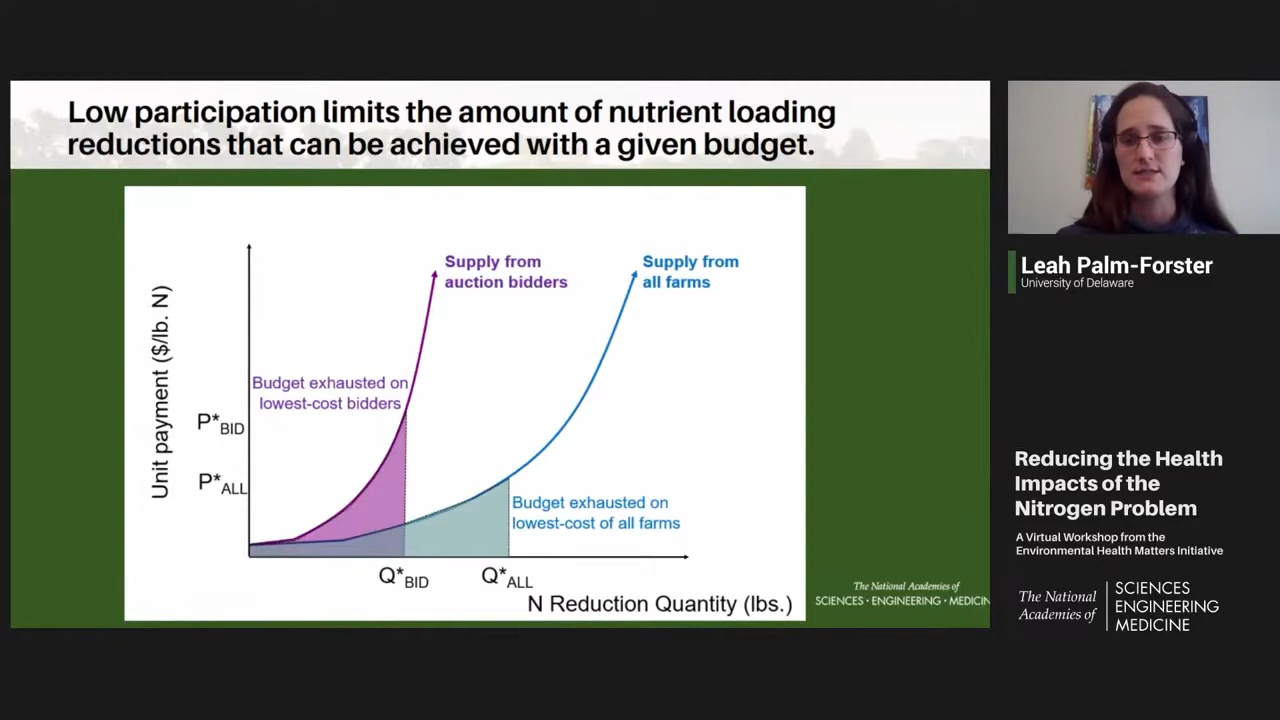 Low participation limits the amount of nutrient loading
reductions that can be achieved with a given budget.
Unit payment ($/lb. N)
Supply from
auction bidders
Supply from
all farms
Budget exhausted on
lowest-cost bidders
P*BID
P*ALL
Budget exhausted on
lowest-cost of all farms
Q*BID
Q*ALL
N Reduction Quantity (lbs.)
The National Academies of
SCIENCES • ENGINEERING • MEDICIN
Leah Palm-Forster
University of Delaware
Reducing the Health
Impacts of the
Nitrogen Problem
A Virtual Workshop from the
Environmental Health Matters Initiative
The National
Academies of
SCIENCES
ENGINEERING
MEDICINE